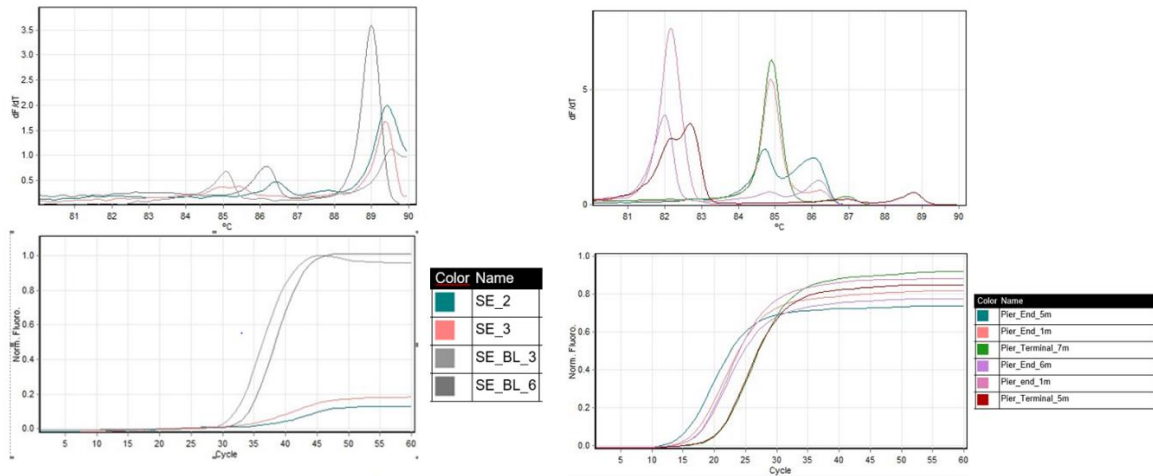 dF/dT
3.5
3.0
2.5
2.0
1.5
1.0
0.5
81 82 83 84 85 86 87 88 89 90
°C
dF/dT
5
0
81 82 83 84 85 86 87 88 89 90
°C
Norm. Fluoro.
1.0
0.8
0.6
0.4
0.2
0.0
5 10 15 20 25 30 35 40 45 50 55 60
Cycle
Color Name
SE_2
SE_3
SE_BL_3
SE_BL_6
Norm. Fluoro.
1.0
0.8
0.6
0.4
0.2
0.0
5 10 15 20 25 30 35 40 45 50 55 60
Cycle
Color Name
Pier_End_5m
Pier_End_1m
Pier_Terminal_7m
Pier_End_6m
Pier_end_1m
Pier_Terminal_5m